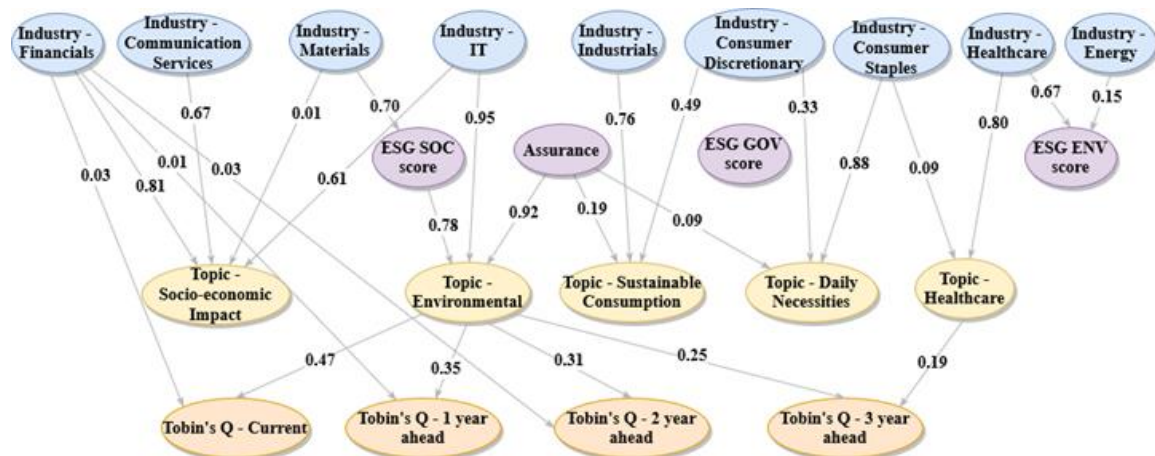 Industry -
Financials
Industry -
Communication
Services
Industry -
Materials
Industry -
IT
Industry -
Industrials
Industry -
Consumer
Discretionary
Industry -
Consumer
Staples
Industry -
Healthcare
Industry -
Energy
0.67
0.01
0.70
0.95
0.76
0.49
0.33
0.88
0.09
0.80
0.67
0.15
ESG SOC
score
Assurance
ESG GOV
score
ESG ENV
score
0.03
0.81
0.01
0.03
0.61
0.78
0.92
0.19
0.09
Topic -
Socio-economic
Impact
Topic -
Environmental
Topic - Sustainable
Consumption
Topic - Daily
Necessities
Topic -
Healthcare
0.47
0.35
0.31
0.25
0.19
Tobin's Q - Current
Tobin's Q - 1 year
ahead
Tobin's Q - 2 year
ahead
Tobin's Q - 3 year
ahead